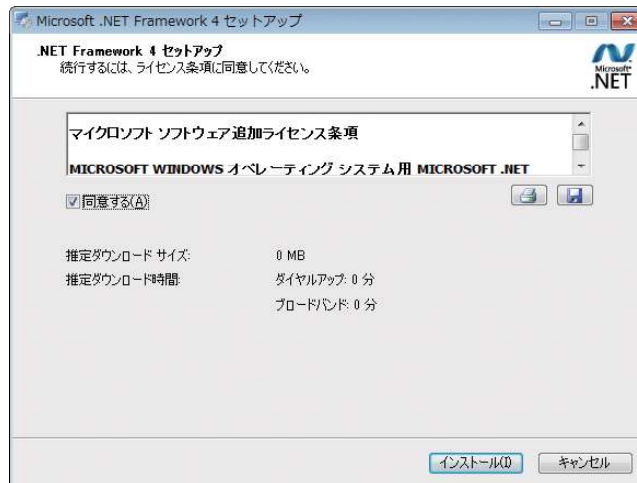 Microsoft .NET Framework 4 セットアップ
.NET Framework 4 セットアップ
続行するには、ライセンス条項に同意してください。
Microsoft
.NET
マイクロソフト ソフトウェア追加ライセンス条項
MICROSOFT WINDOWS オペレーティング システム用 MICROSOFT .NET
同意する(A)
推定ダウンロード サイズ: 0 MB
推定ダウンロード時間: ダイヤルアップ: 0 分
ブロードバンド: 0 分
インストール(I) キャンセル